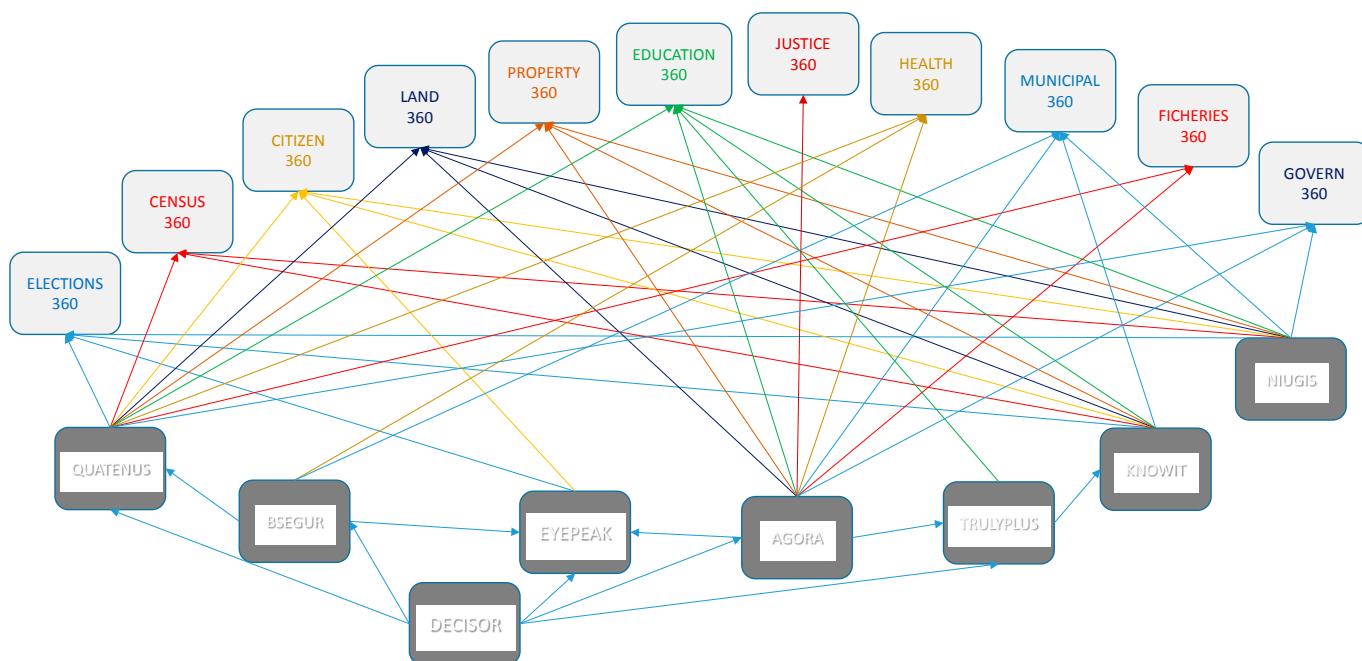 JUSTICE
360
EDUCATION
360
HEALTH
360
PROPERTY
360
MUNICIPAL
360
LAND
360
FICHERIES
360
CITIZEN
360
GOVERN
360
CENSUS
360
ELECTIONS
360
NIUGIS
QUATENUS
KNOWIT
BSEGUR
EYEPEAK
AGORA
TRULYPLUS
DECISOR